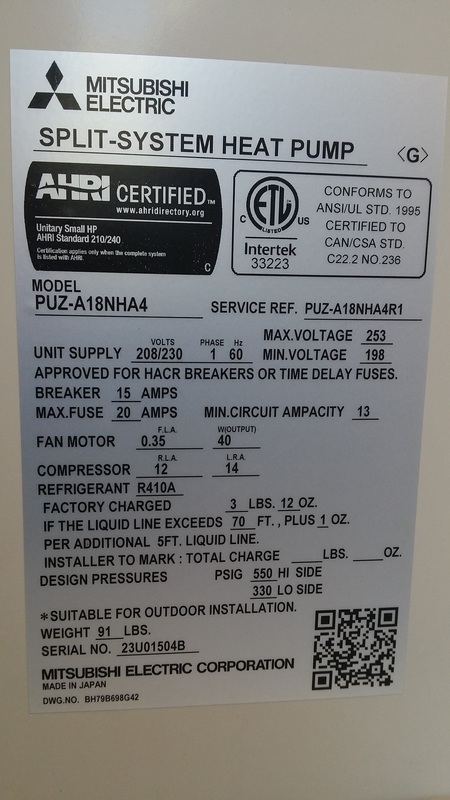 MITSUBISHI
ELECTRIC
SPLIT-SYSTEM HEAT PUMP <G>
AHRI CERTIFIED™
www.ahridirectory.org
Unitary Small HP
AHRI Standard 210/240
Certification applies only when the complete system
is listed with AHRI.
C
C ETL US
LISTED
Intertek
33223
CONFORMS TO
ANSI/UL STD. 1995
CERTIFIED TO
CAN/CSA STD.
C22.2 NO.236
MODEL
PUZ-A18NHA4 SERVICE REF. PUZ-A18NHA4R1
VOLTS PHASE Hz
UNIT SUPPLY 208/230 1 60
MAX.VOLTAGE 253
MIN.VOLTAGE 198
APPROVED FOR HACR BREAKERS OR TIME DELAY FUSES.
BREAKER 15 AMPS
MAX.FUSE 20 AMPS MIN.CIRCUIT AMPACITY 13
F.L.A. W(OUTPUT)
FAN MOTOR 0.35 40
R.L.A. L.R.A.
COMPRESSOR 12 14
REFRIGERANT R410A
FACTORY CHARGED 3 LBS. 12 OZ.
IF THE LIQUID LINE EXCEEDS 70 FT., PLUS 1 OZ.
PER ADDITIONAL 5FT. LIQUID LINE.
INSTALLER TO MARK : TOTAL CHARGE ____ LBS. ____ OZ.
DESIGN PRESSURES PSIG 550 HI SIDE
330 LO SIDE
*SUITABLE FOR OUTDOOR INSTALLATION.
WEIGHT 91 LBS.
SERIAL NO. 23U01504B
MITSUBISHI ELECTRIC CORPORATION
MADE IN JAPAN
DWG.NO. BH79B698G42